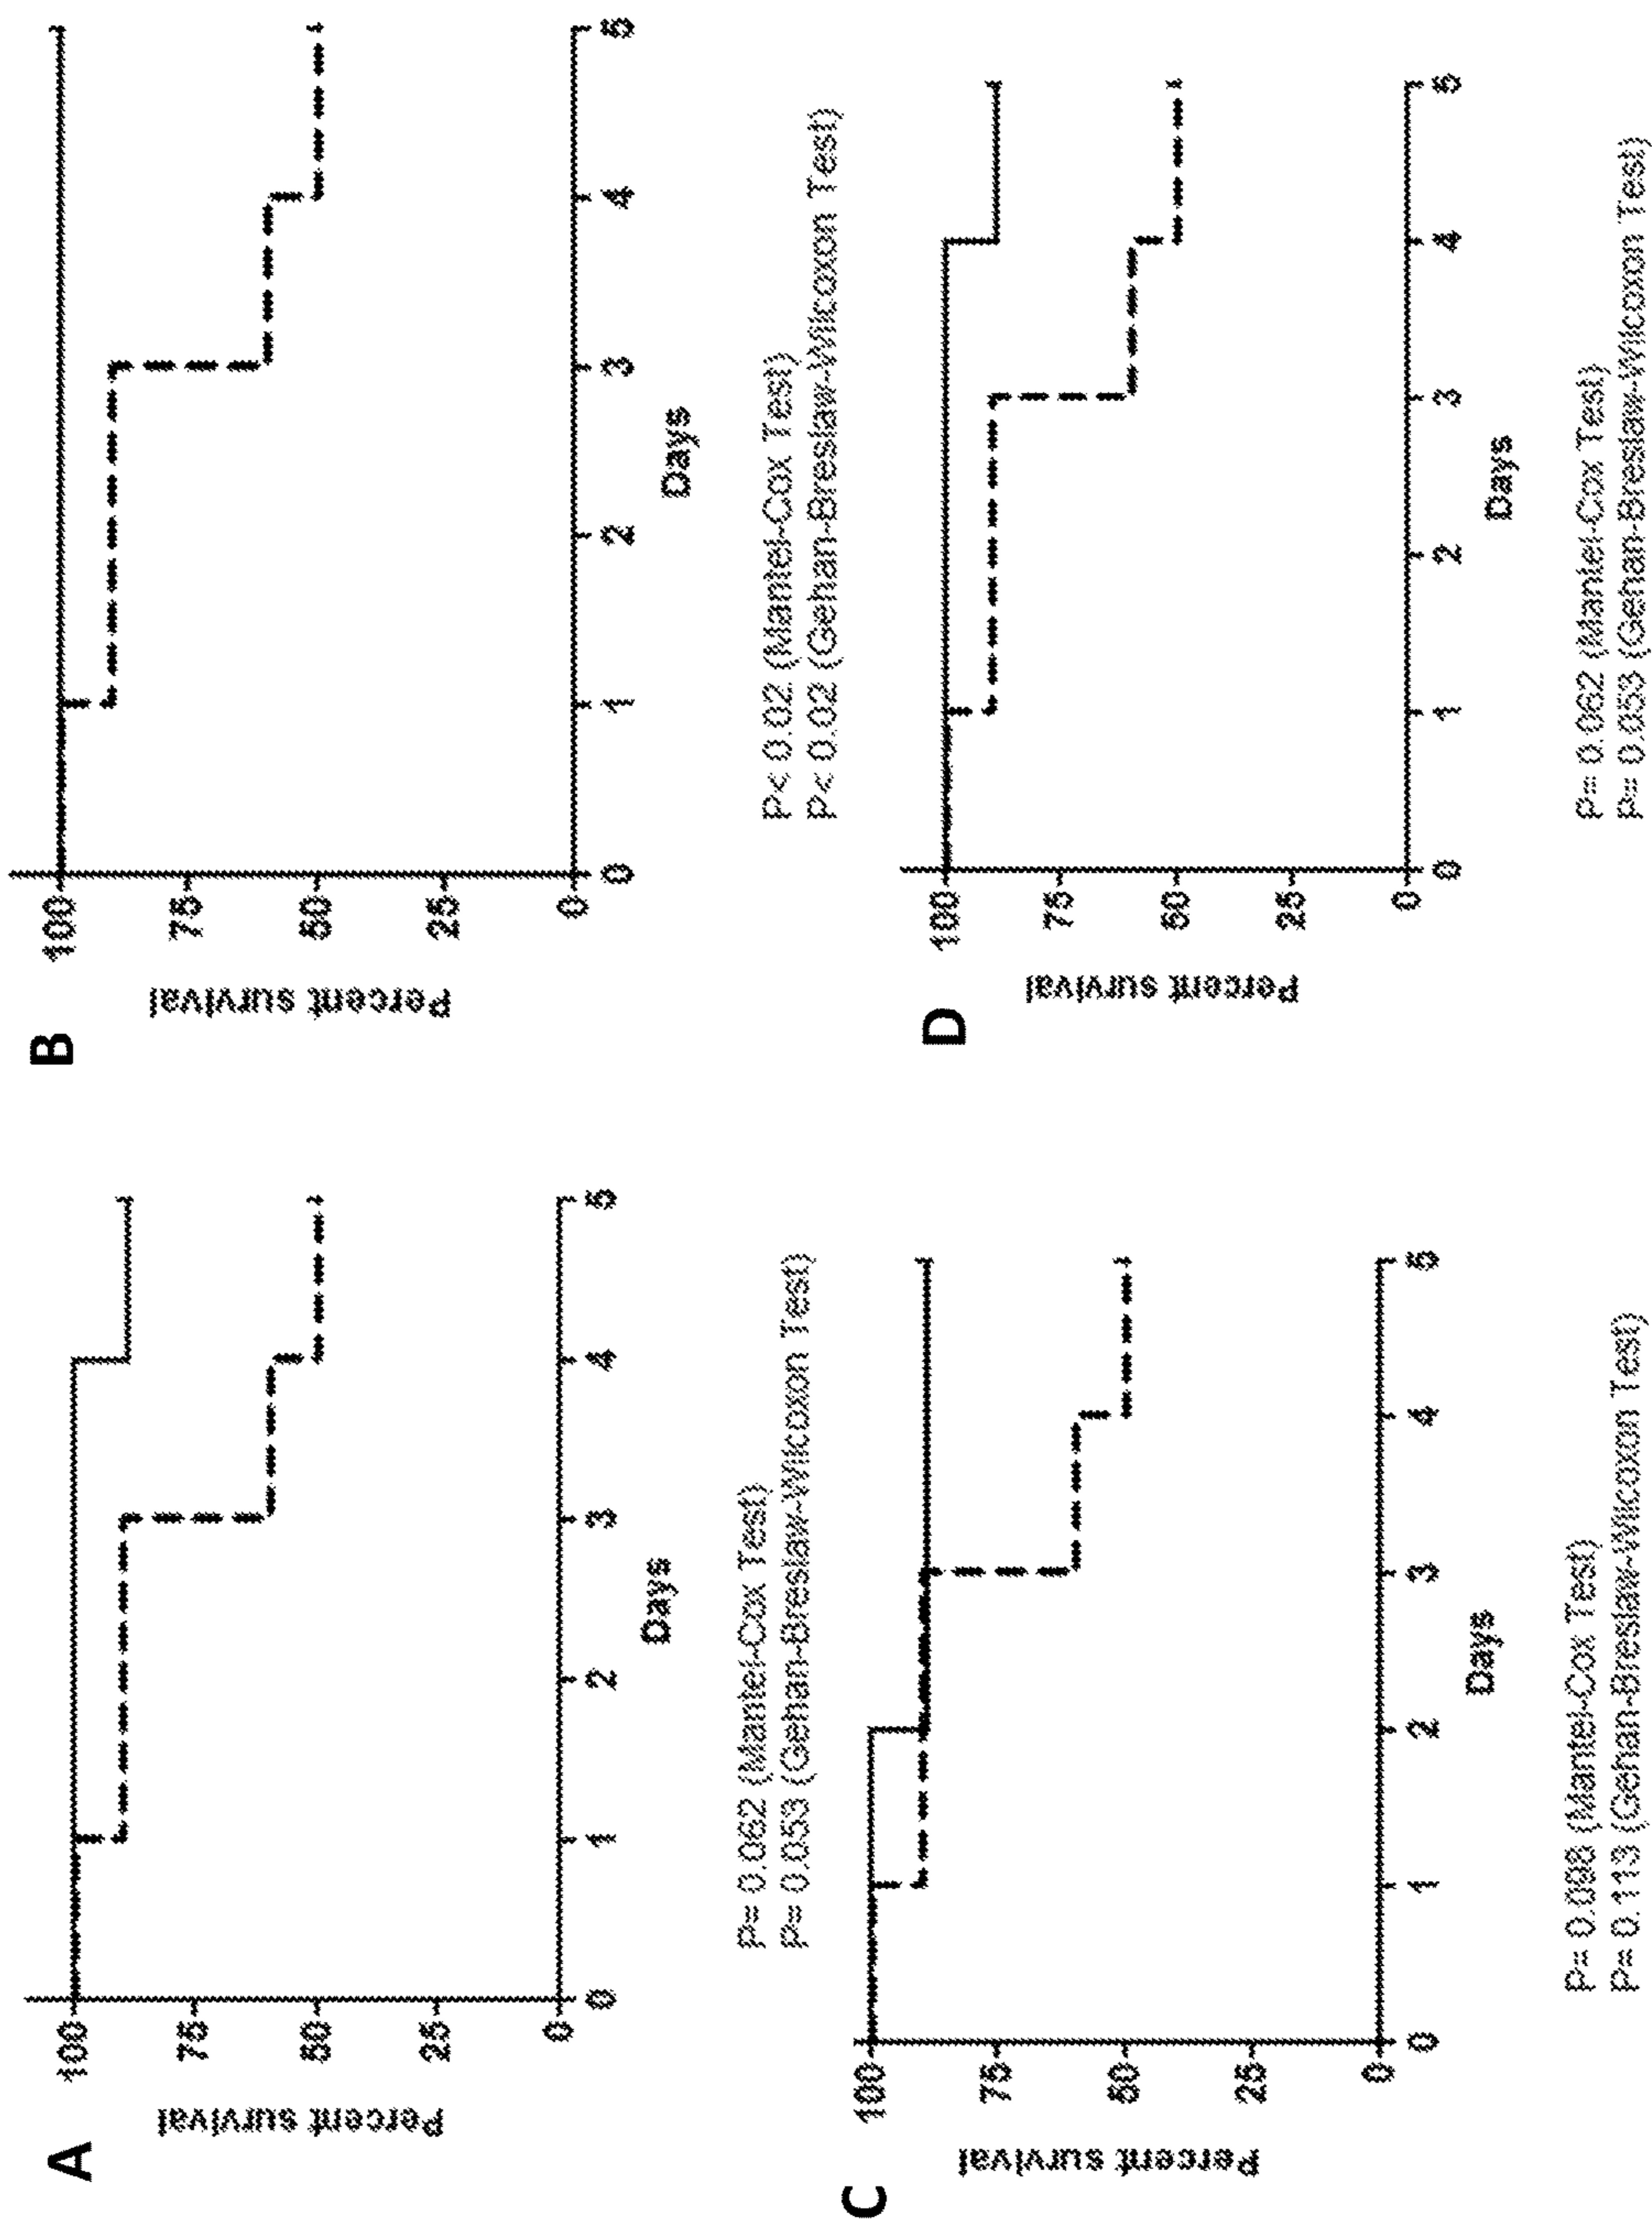 A
Percent survival
100
75
50
25
0
0 1 2 3 4 5
Days
P= 0.062 (Mantel-Cox Test)
P= 0.053 (Gehan-Breslaw-Wilcoxon Test)
B
Percent survival
100
75
50
25
0
0 1 2 3 4 5
Days
P< 0.02 (Mantel-Cox Test)
P< 0.02 (Gehan-Breslaw-Wilcoxon Test)
C
Percent survival
100
75
50
25
0
0 1 2 3 4 5
Days
P= 0.098 (Mantel-Cox Test)
P= 0.113 (Gehan-Breslaw-Wilcoxon Test)
D
Percent survival
100
75
50
25
0
0 1 2 3 4 5
Days
P= 0.062 (Mantel-Cox Test)
P= 0.053 (Gehan-Breslaw-Wilcoxon Test)